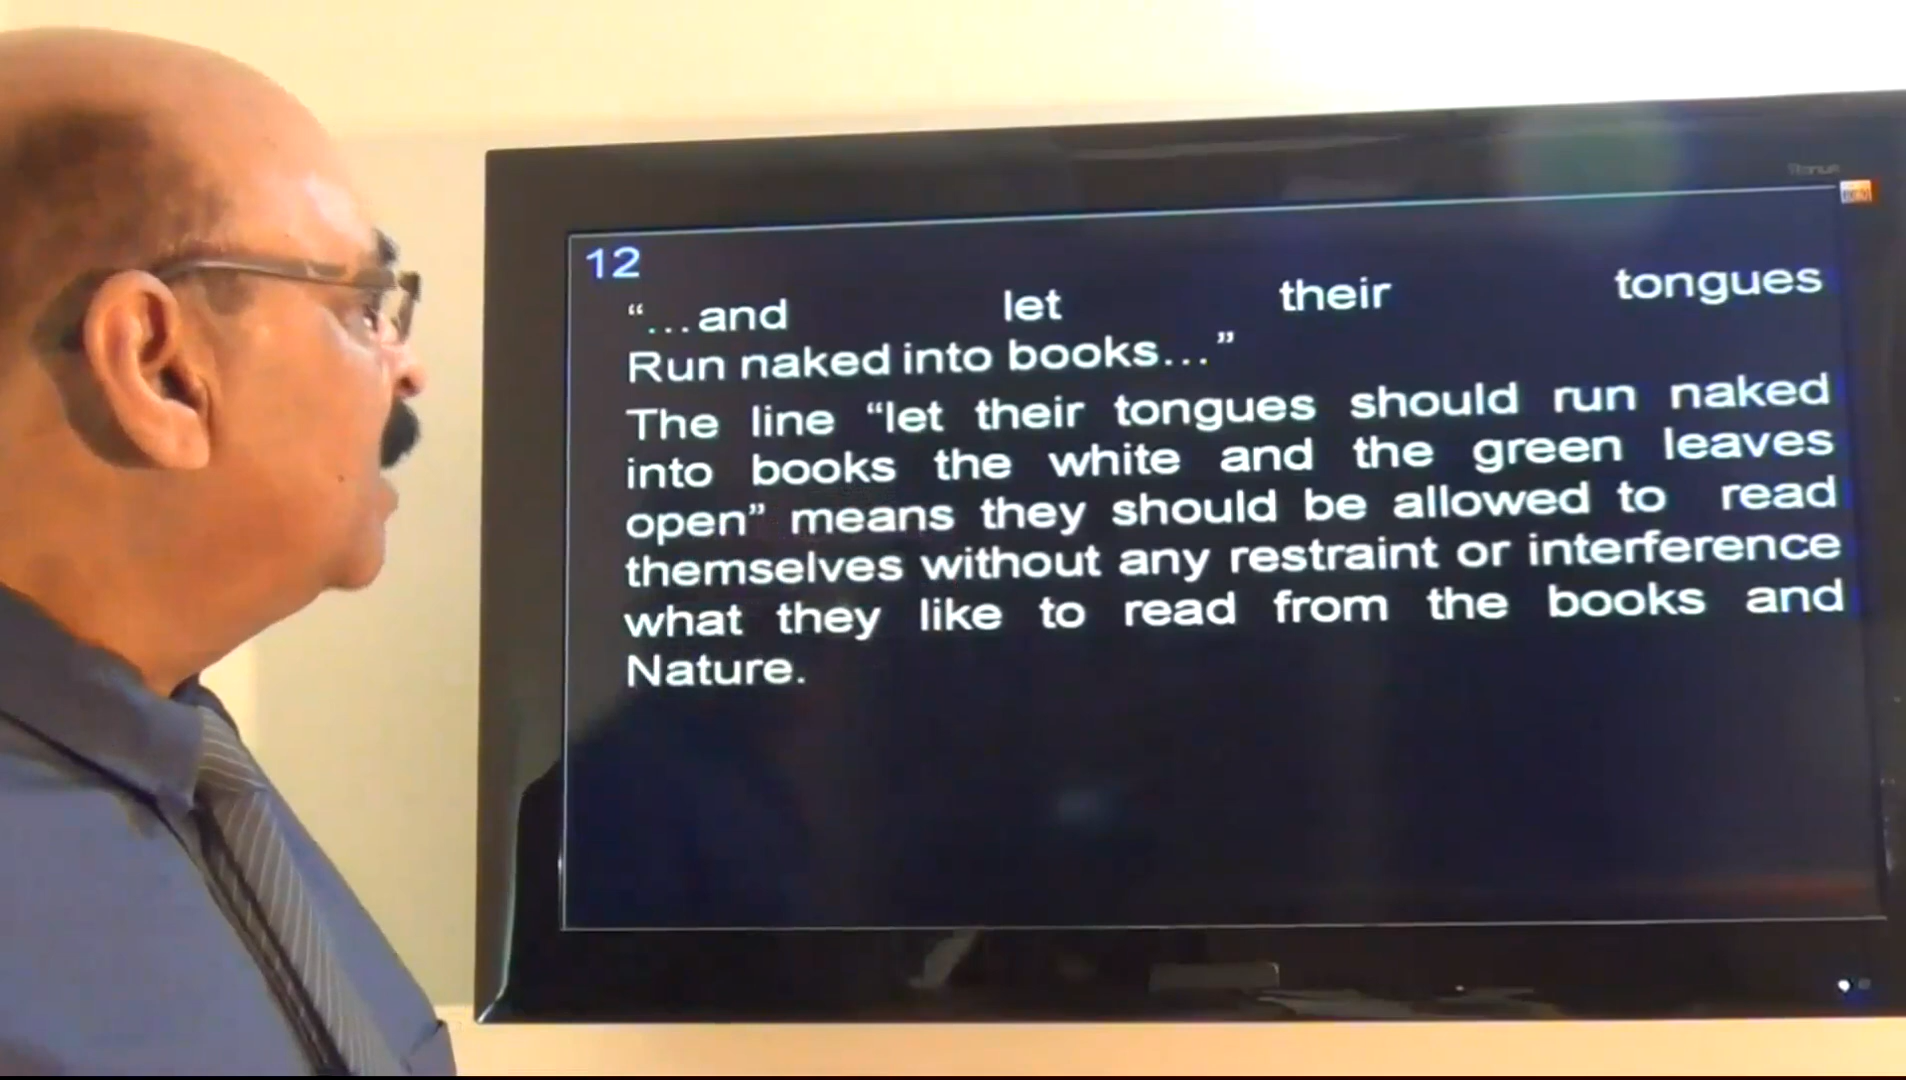 12
“...and let their tongues
Run naked into books...”
The line “let their tongues should run naked
into books the white and the green leaves
open” means they should be allowed to read
themselves without any restraint or interference
what they like to read from the books and
Nature.